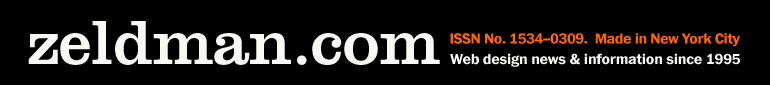 zeldman.com
ISSN No. 1534–0309.  Made in New York City
Web design news & information since 1995